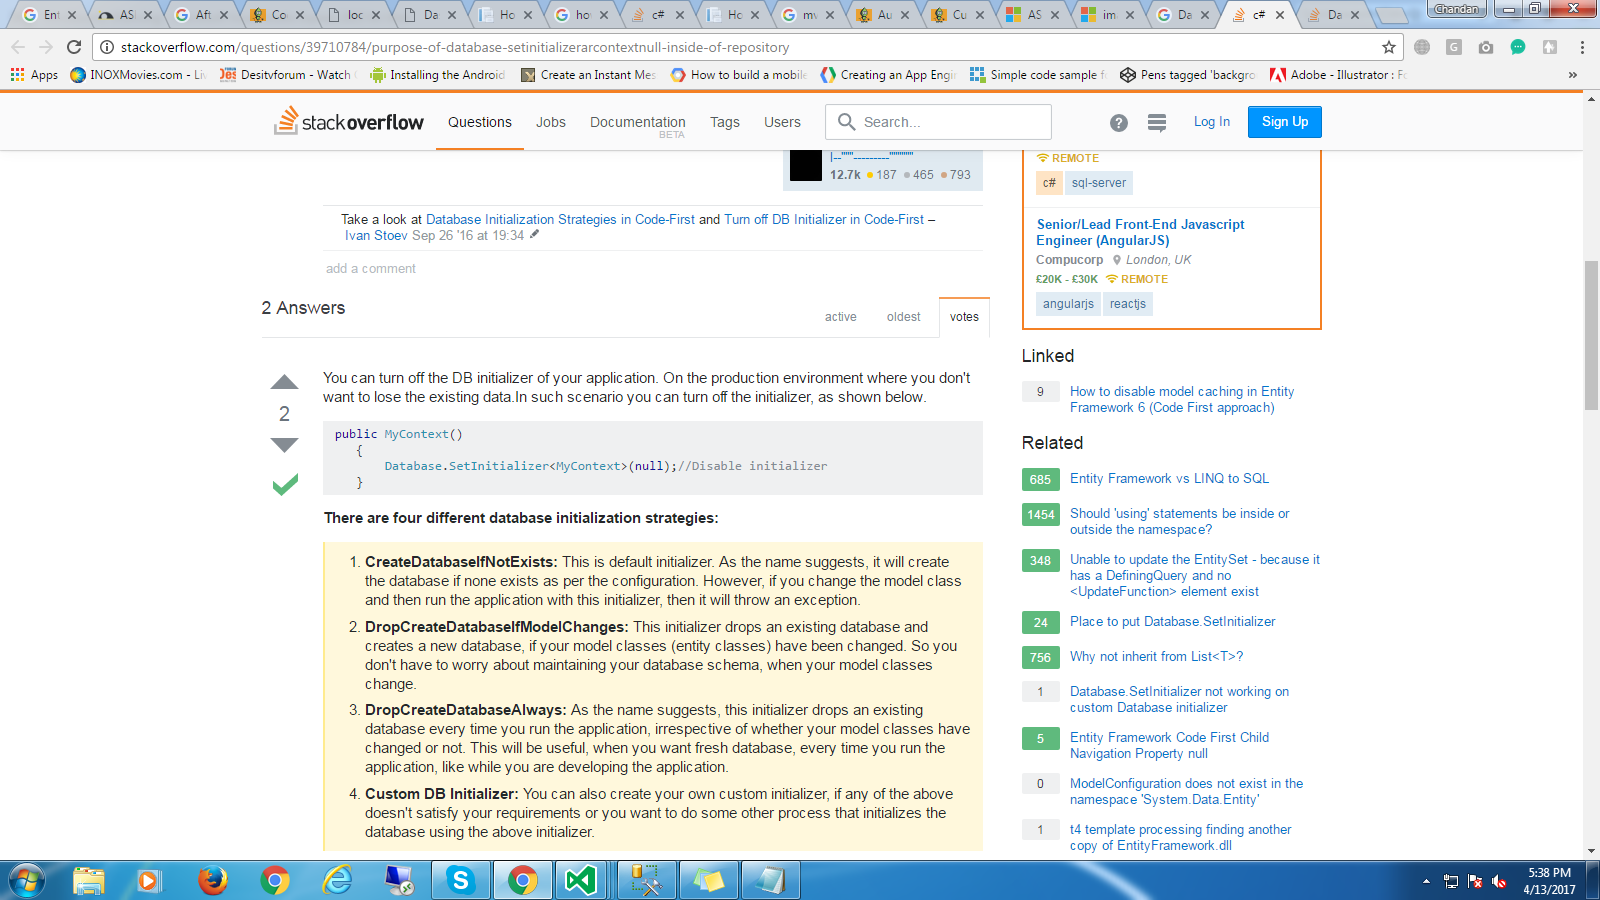 Ent
ASI
Aft
Co
loc
Da
Ho
ho
c#
Ho
mv
Au
Cu
AS
im
Da
c#
Da
Chandan
stackoverflow.com/questions/39710784/purpose-of-database-setinitializerarcontextnull-inside-of-repository
Apps
INOXMovies.com - Liv
Desitvforum - Watch
Installing the Android
Create an Instant Mes
How to build a mobile
Creating an App Engi
Simple code sample f
Pens tagged 'backgro
Adobe - Illustrator : Fo
»
stackoverflow
Questions
Jobs
Documentation
BETA
Tags
Users
Search...
Log In
Sign Up
|--""""---------""""""
12.7k 187 465 793
Take a look at Database Initialization Strategies in Code-First and Turn off DB Initializer in Code-First –
Ivan Stoev Sep 26 '16 at 19:34
add a comment
2 Answers
active
oldest
votes
2
You can turn off the DB initializer of your application. On the production environment where you don't
want to lose the existing data.In such scenario you can turn off the initializer, as shown below.
public MyContext()
{
Database.SetInitializer<MyContext>(null);//Disable initializer
}
There are four different database initialization strategies:
1. CreateDatabaseIfNotExists: This is default initializer. As the name suggests, it will create
the database if none exists as per the configuration. However, if you change the model class
and then run the application with this initializer, then it will throw an exception.
2. DropCreateDatabaseIfModelChanges: This initializer drops an existing database and
creates a new database, if your model classes (entity classes) have been changed. So you
don't have to worry about maintaining your database schema, when your model classes
change.
3. DropCreateDatabaseAlways: As the name suggests, this initializer drops an existing
database every time you run the application, irrespective of whether your model classes have
changed or not. This will be useful, when you want fresh database, every time you run the
application, like while you are developing the application.
4. Custom DB Initializer: You can also create your own custom initializer, if any of the above
doesn't satisfy your requirements or you want to do some other process that initializes the
database using the above initializer.
REMOTE
c# sql-server
Senior/Lead Front-End Javascript
Engineer (AngularJS)
Compucorp London, UK
£20K - £30K REMOTE
angularjs reactjs
Linked
9 How to disable model caching in Entity
Framework 6 (Code First approach)
Related
685 Entity Framework vs LINQ to SQL
1454 Should 'using' statements be inside or
outside the namespace?
348 Unable to update the EntitySet - because it
has a DefiningQuery and no
<UpdateFunction> element exist
24 Place to put Database.SetInitializer
756 Why not inherit from List<T>?
1 Database.SetInitializer not working on
custom Database initializer
5 Entity Framework Code First Child
Navigation Property null
0 ModelConfiguration does not exist in the
namespace 'System.Data.Entity'
1 t4 template processing finding another
copy of EntityFramework.dll
5:38 PM
4/13/2017